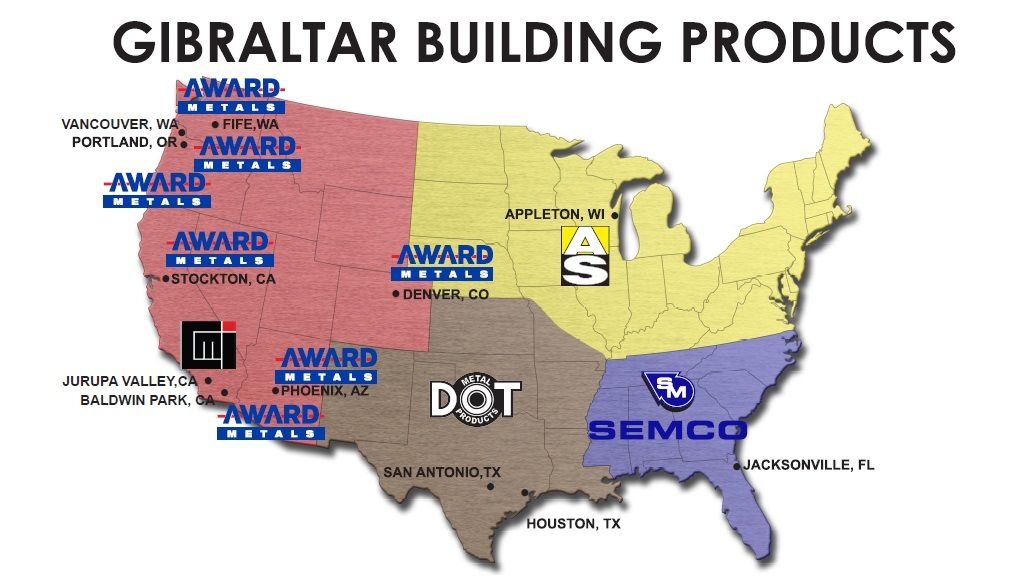 GIBRALTAR BUILDING PRODUCTS
AWARD
METALS
VANCOUVER, WA
FIFE,WA
PORTLAND, OR
AWARD
METALS
AWARD
METALS
APPLETON, WI
AS
AWARD
METALS
STOCKTON, CA
AWARD
METALS
DENVER, CO
M
AWARD
METALS
JURUPA VALLEY,CA
PHOENIX, AZ
BALDWIN PARK, CA
AWARD
METALS
METAL
DOT
PRODUCTS
SM
SEMCO
SAN ANTONIO,TX
JACKSONVILLE, FL
HOUSTON, TX